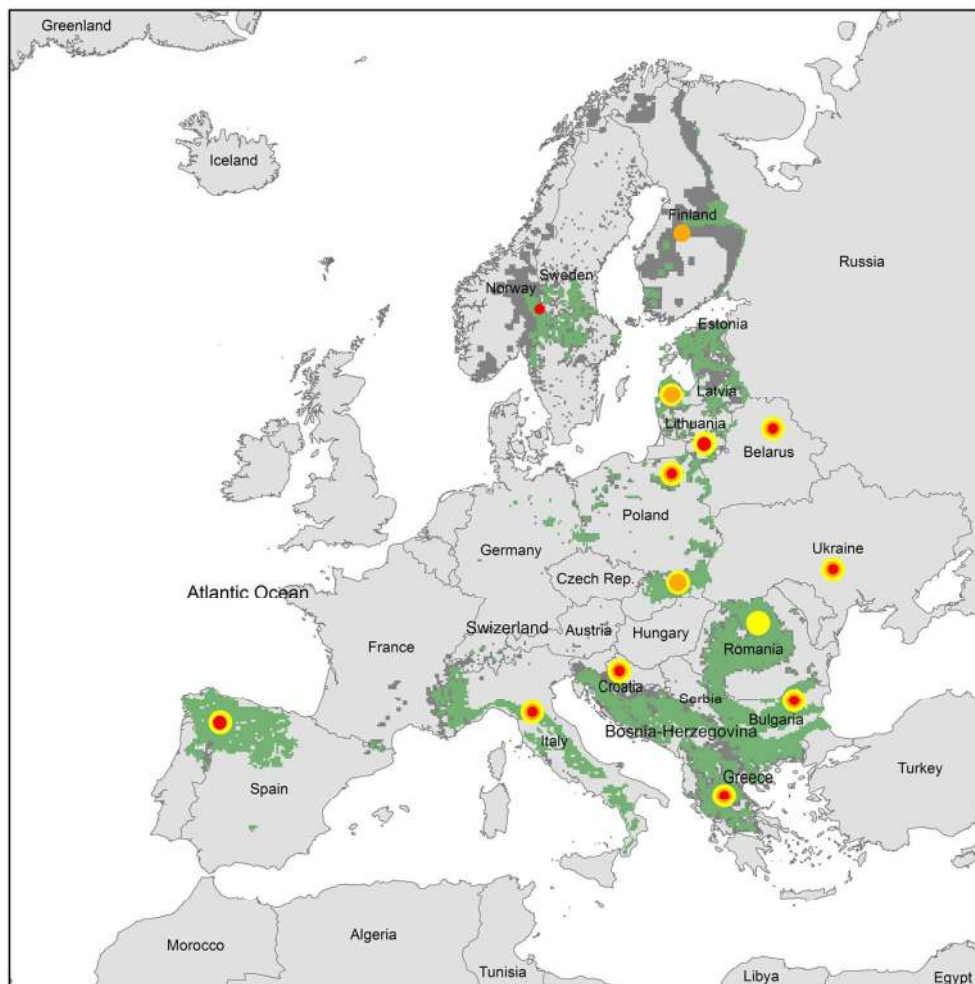 Greenland
Iceland
Finland
Russia
Sweden
Norway
Estonia
Latvia
Lithuania
Belarus
Poland
Germany
Ukraine
Czech Rep.
Atlantic Ocean
Swizerland
Austria
Hungary
France
Romania
Croatia
Serbia
Bulgaria
Bosnia-Herzegovina
Italy
Turkey
Greece
Spain
Algeria
Morocco
Tunisia
Libya
Egypt